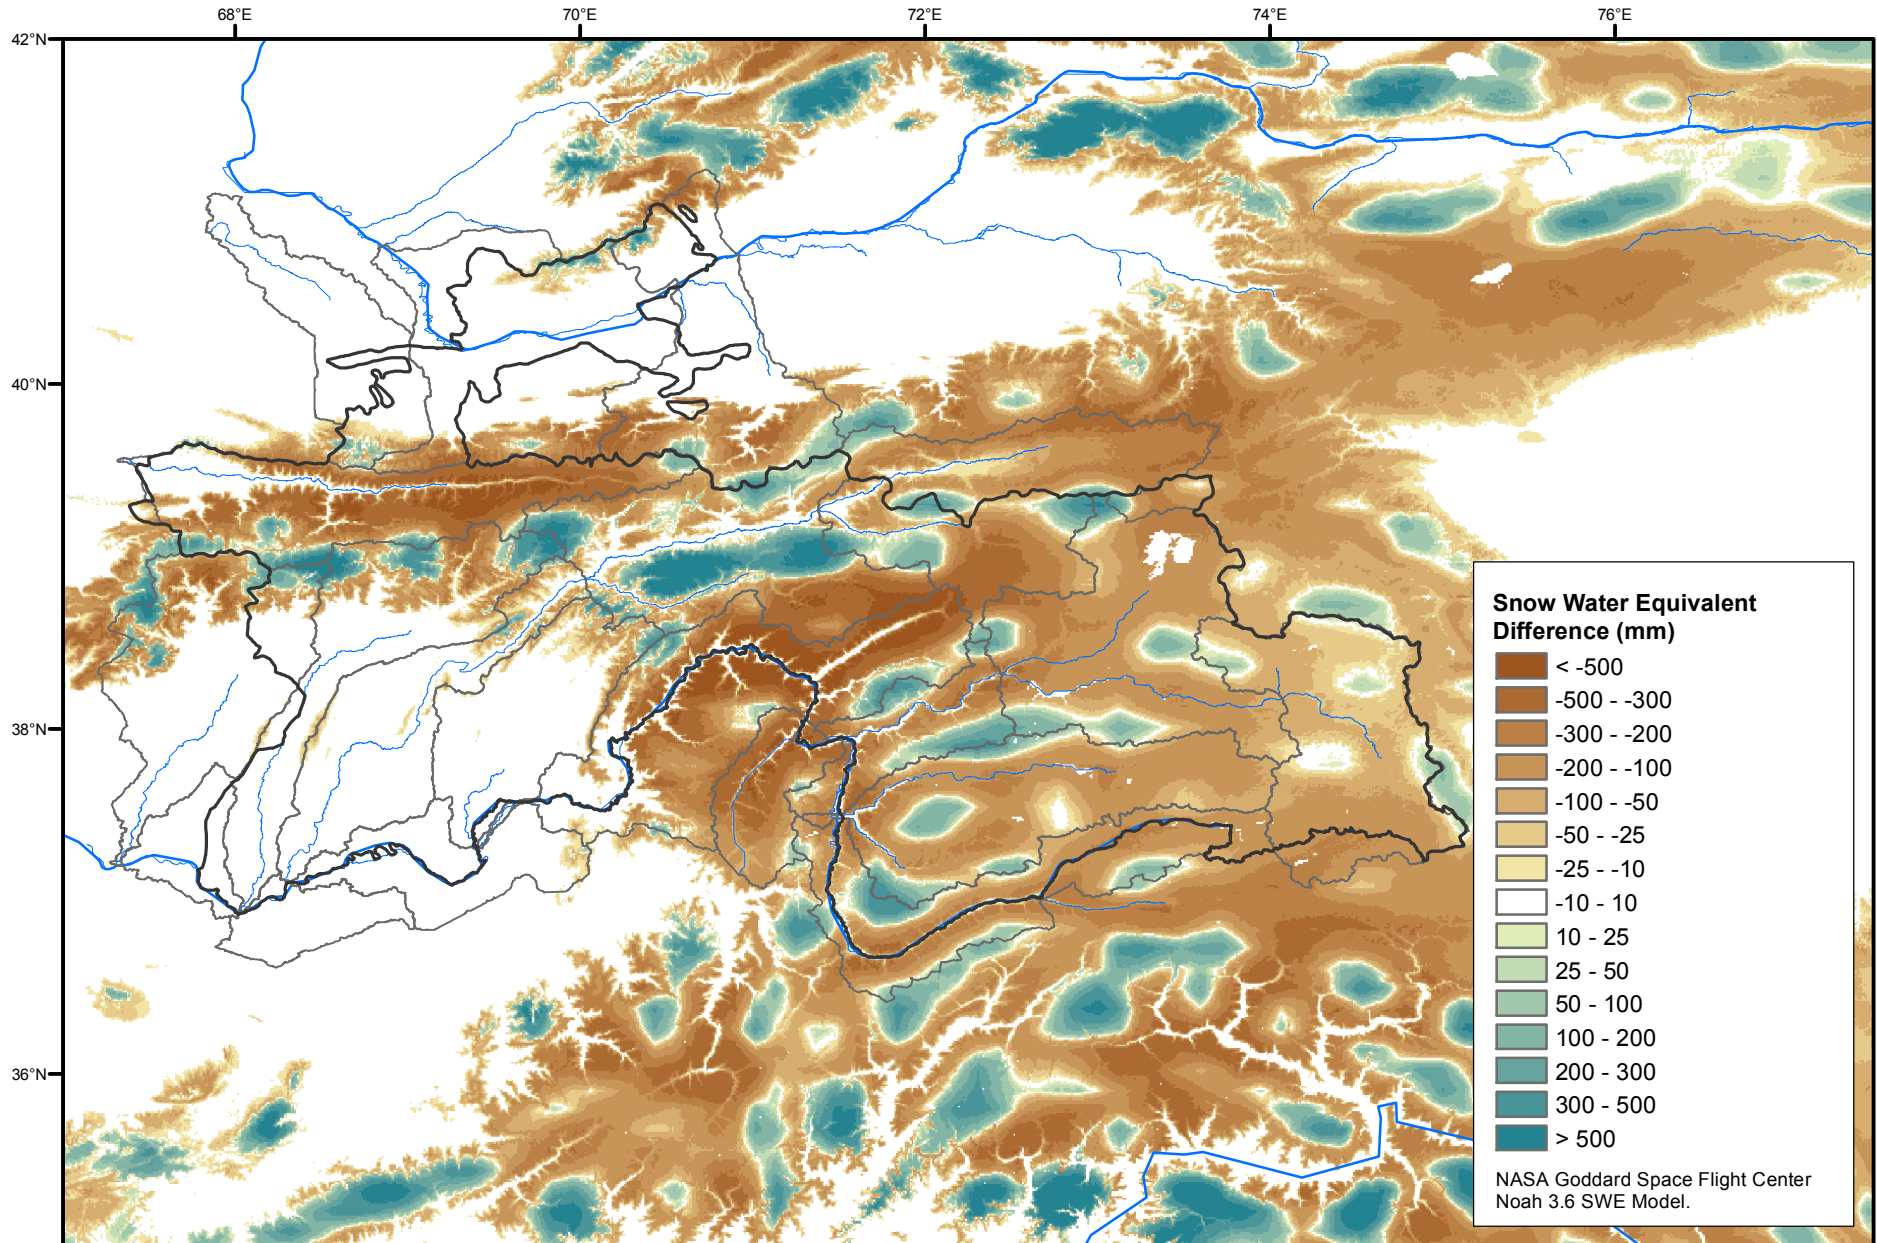 68°E
70°E
72°E
74°E
76°E
42°N
40°N
38°N
36°N
Snow Water Equivalent
Difference (mm)
< -500
-500 - -300
-300 - -200
-200 - -100
-100 - -50
-50 - -25
-25 - -10
-10 - 10
10 - 25
25 - 50
50 - 100
100 - 200
200 - 300
300 - 500
> 500
NASA Goddard Space Flight Center
Noah 3.6 SWE Model.